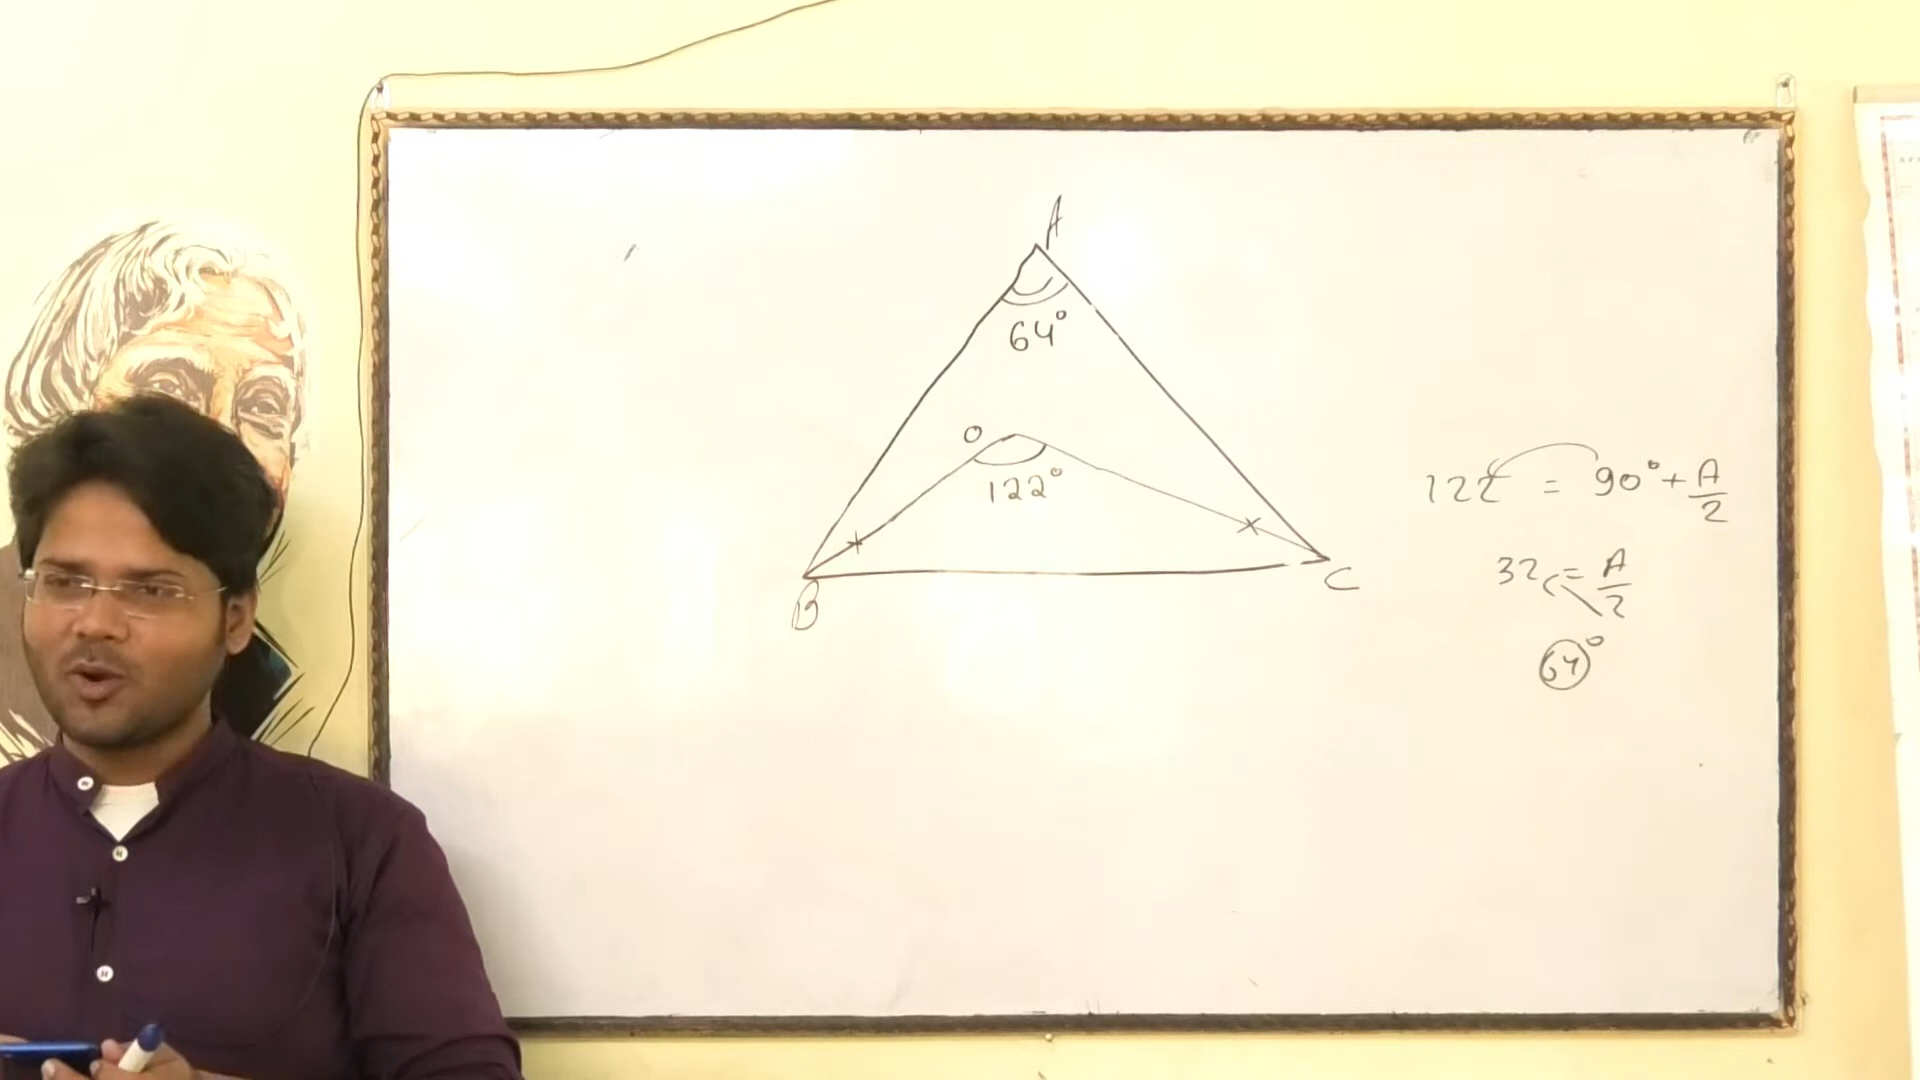 A
64°
O
122°
B
C
122 = 90° + A/2
32 = A/2
64°